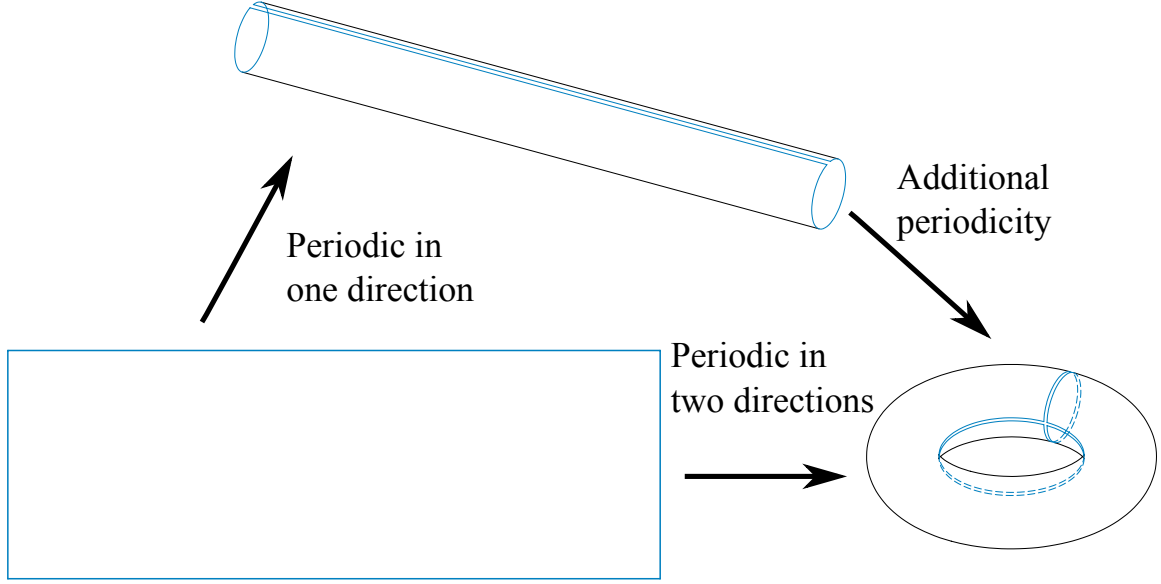 Additional
periodicity
Periodic in
one direction
Periodic in
two directions